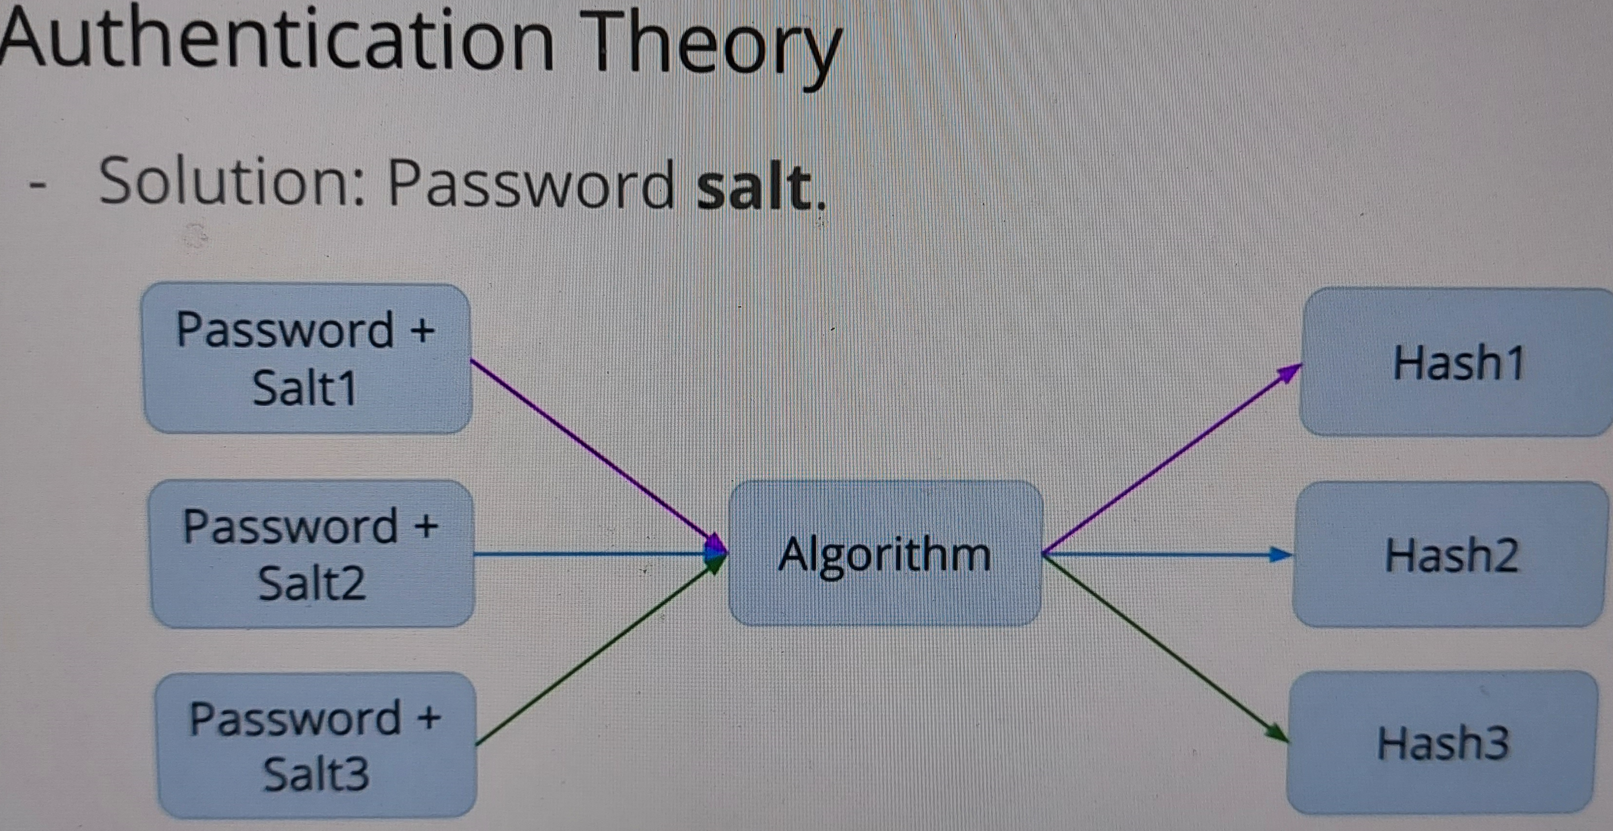 Authentication Theory
- Solution: Password salt.
Password +
Salt1
Password +
Salt2
Password +
Salt3
Algorithm
Hash1
Hash2
Hash3